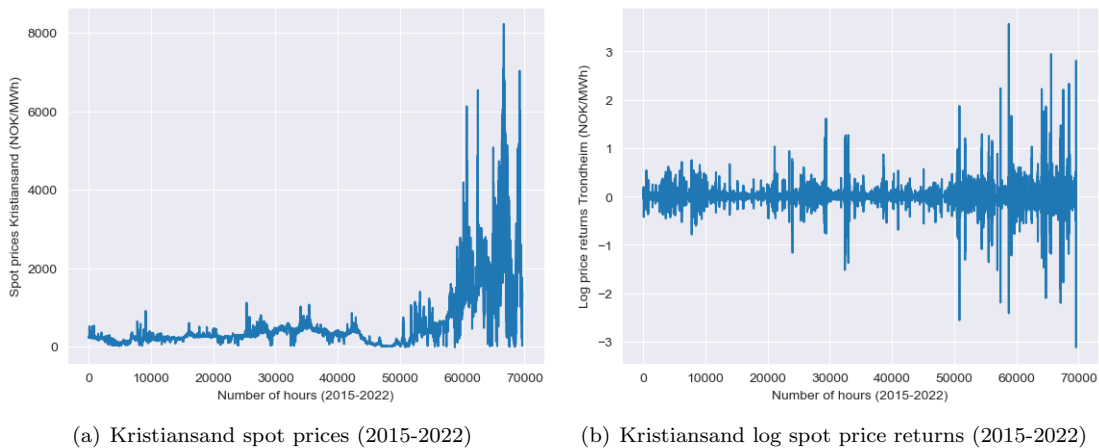 8000
6000
4000
2000
0
Spot prices Kristiansand (NOK/MWh)
0 10000 20000 30000 40000 50000 60000 70000
Number of hours (2015-2022)
(a) Kristiansand spot prices (2015-2022)
3
2
1
0
−1
−2
−3
Log price returns Trondheim (NOK/MWh)
0 10000 20000 30000 40000 50000 60000 70000
Number of hours (2015-2022)
(b) Kristiansand log spot price returns (2015-2022)